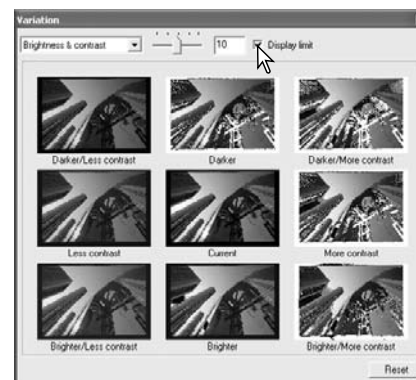 Variation
Brightness & contrast 10 Display limit
Darker/Less contrast Darker Darker/More contrast
Less contrast Current More contrast
Brighter/Less contrast Brighter Brighter/More contrast
Reset